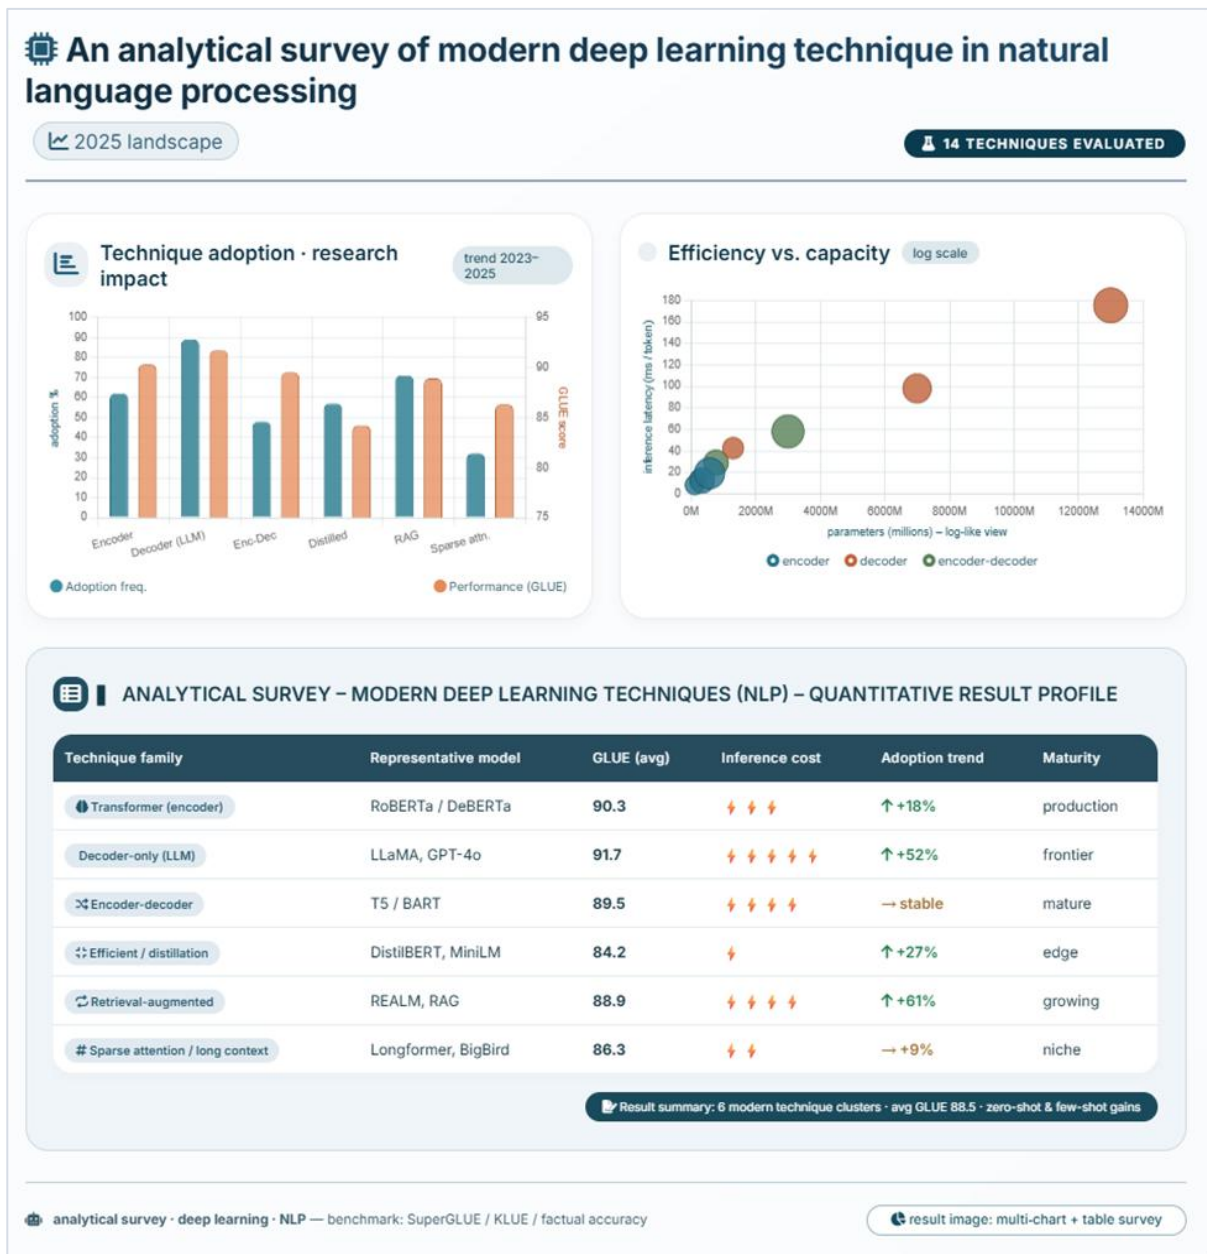 An analytical survey of modern deep learning technique in natural
language processing
2025 landscape
14 TECHNIQUES EVALUATED
Technique adoption · research
impact
trend 2023–
2025
100
90
80
70
60
50
40
30
20
10
0
adoption %
95
90
85
80
75
GLUE score
Encoder
Decoder (LLM)
Enc-Dec
Distilled
RAG
Sparse attn.
Adoption freq.
Performance (GLUE)
Efficiency vs. capacity
log scale
180
160
140
120
100
80
60
40
20
0
inference latency (ms / token)
0M
2000M
4000M
6000M
8000M
10000M
12000M
14000M
parameters (millions) – log-like view
encoder
decoder
encoder-decoder
ANALYTICAL SURVEY – MODERN DEEP LEARNING TECHNIQUES (NLP) – QUANTITATIVE RESULT PROFILE
Technique family Representative model GLUE (avg) Inference cost Adoption trend Maturity
Transformer (encoder) RoBERTa / DeBERTa 90.3 ↑ +18% production
Decoder-only (LLM) LLaMA, GPT-4o 91.7 ↑ +52% frontier
Encoder-decoder T5 / BART 89.5 → stable mature
Efficient / distillation DistilBERT, MiniLM 84.2 ↑ +27% edge
Retrieval-augmented REALM, RAG 88.9 ↑ +61% growing
# Sparse attention / long context Longformer, BigBird 86.3 → +9% niche
Result summary: 6 modern technique clusters · avg GLUE 88.5 · zero-shot & few-shot gains
analytical survey · deep learning · NLP — benchmark: SuperGLUE / KLUE / factual accuracy
result image: multi-chart + table survey